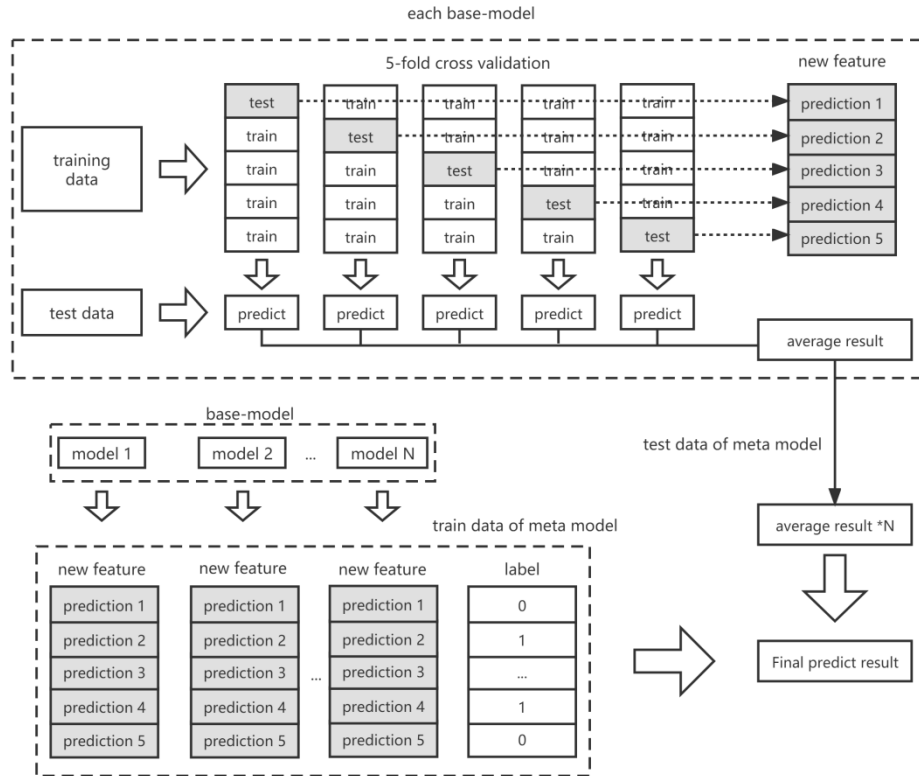 each base-model
5-fold cross validation
new feature
test train train train train prediction 1
train test train train train prediction 2
training data
train train test train train prediction 3
train train train test train prediction 4
train train train train test prediction 5
test data
predict predict predict predict predict
average result
base-model
model 1 model 2 ... model N
test data of meta model
train data of meta model
average result *N
new feature new feature new feature label
prediction 1 prediction 1 prediction 1 0
prediction 2 prediction 2 prediction 2 1
prediction 3 prediction 3 ... prediction 3 ...
prediction 4 prediction 4 prediction 4 1
prediction 5 prediction 5 prediction 5 0
Final predict result